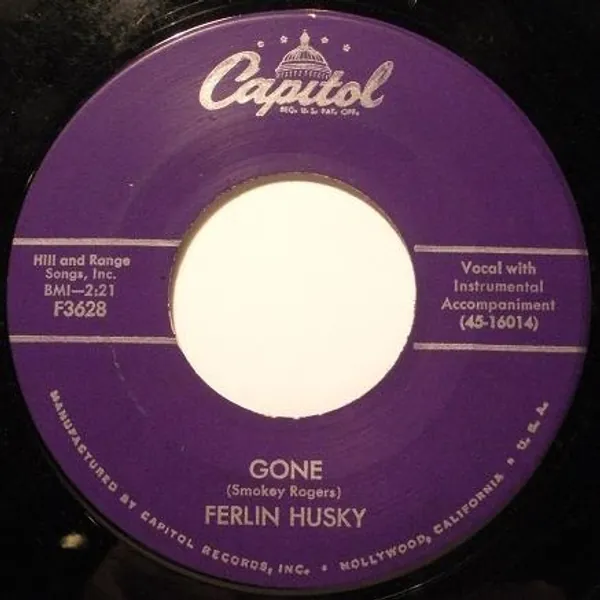 Capitol
REG. U. S. PAT. OFF.
Hill and Range
Songs, Inc.
BMI—2:21
F3628
Vocal with
Instrumental
Accompaniment
(45-16014)
GONE
(Smokey Rogers)
FERLIN HUSKY
MANUFACTURED BY CAPITOL RECORDS, INC. • HOLLYWOOD, CALIFORNIA • U. S. A.